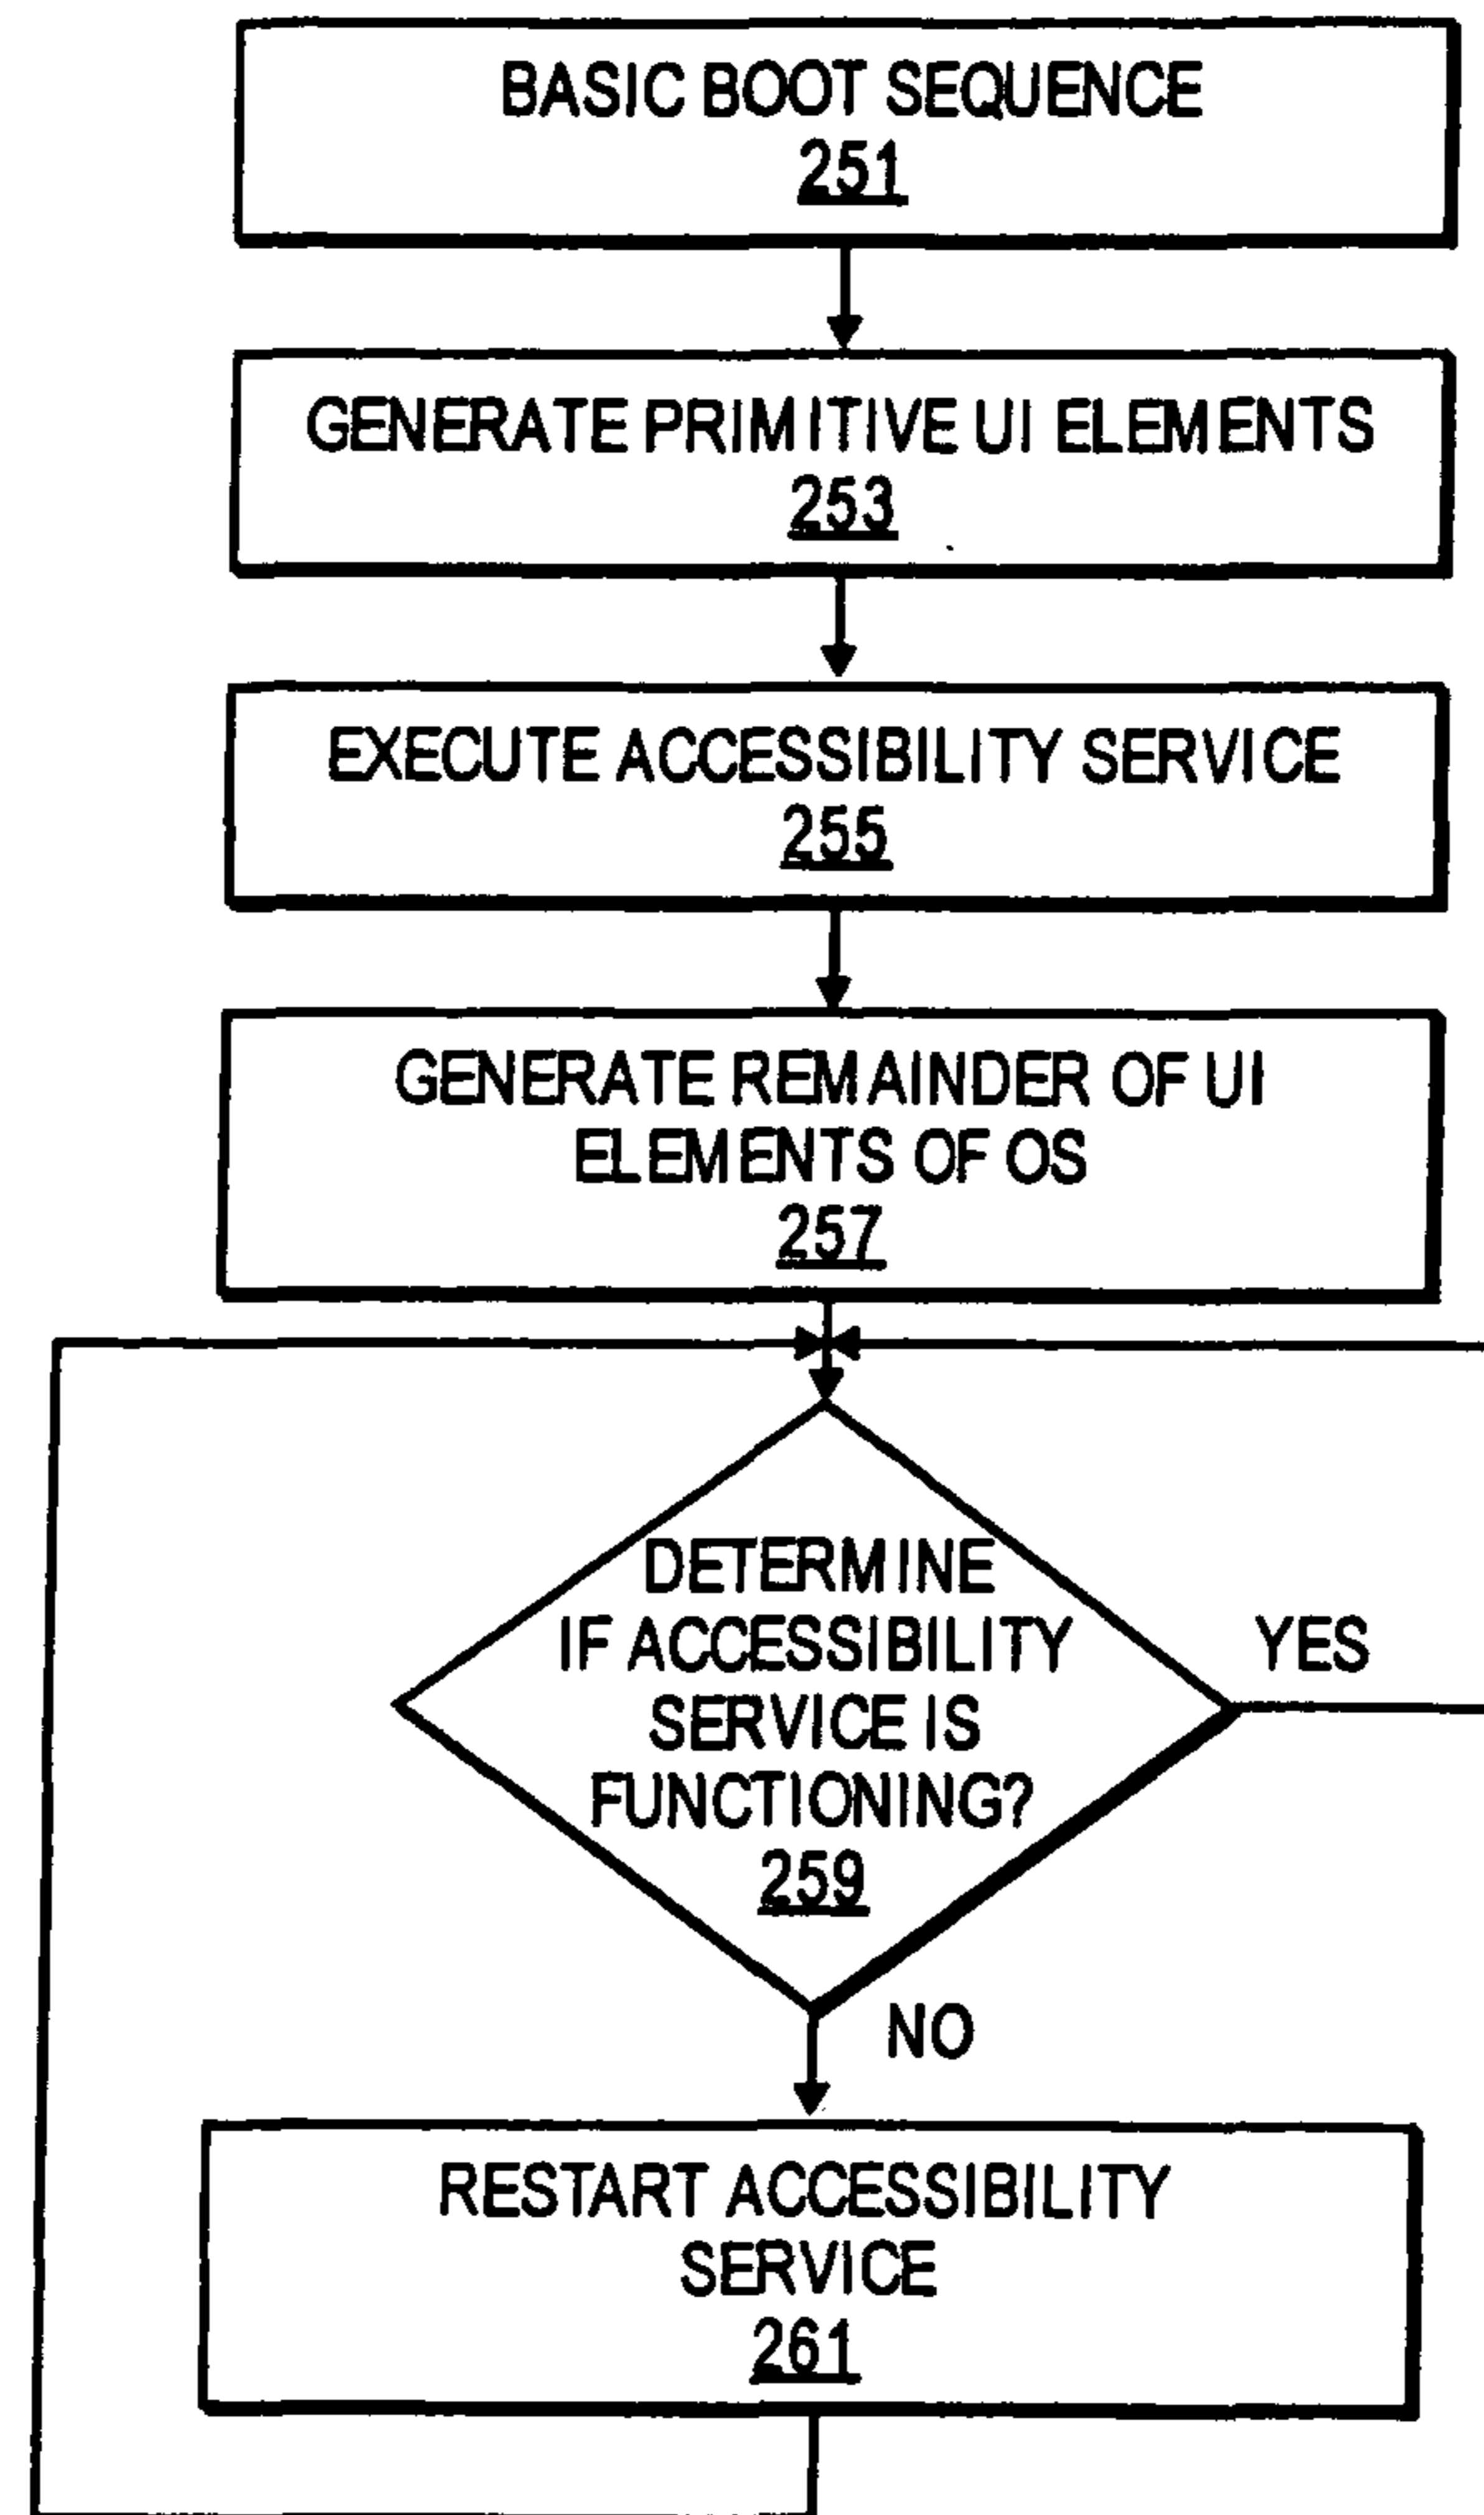 BASIC BOOT SEQUENCE
251
GENERATE PRIMITIVE UI ELEMENTS
253
EXECUTE ACCESSIBILITY SERVICE
255
GENERATE REMAINDER OF UI
ELEMENTS OF OS
257
DETERMINE
IF ACCESSIBILITY
SERVICE IS
FUNCTIONING?
259
YES
NO
RESTART ACCESSIBILITY
SERVICE
261